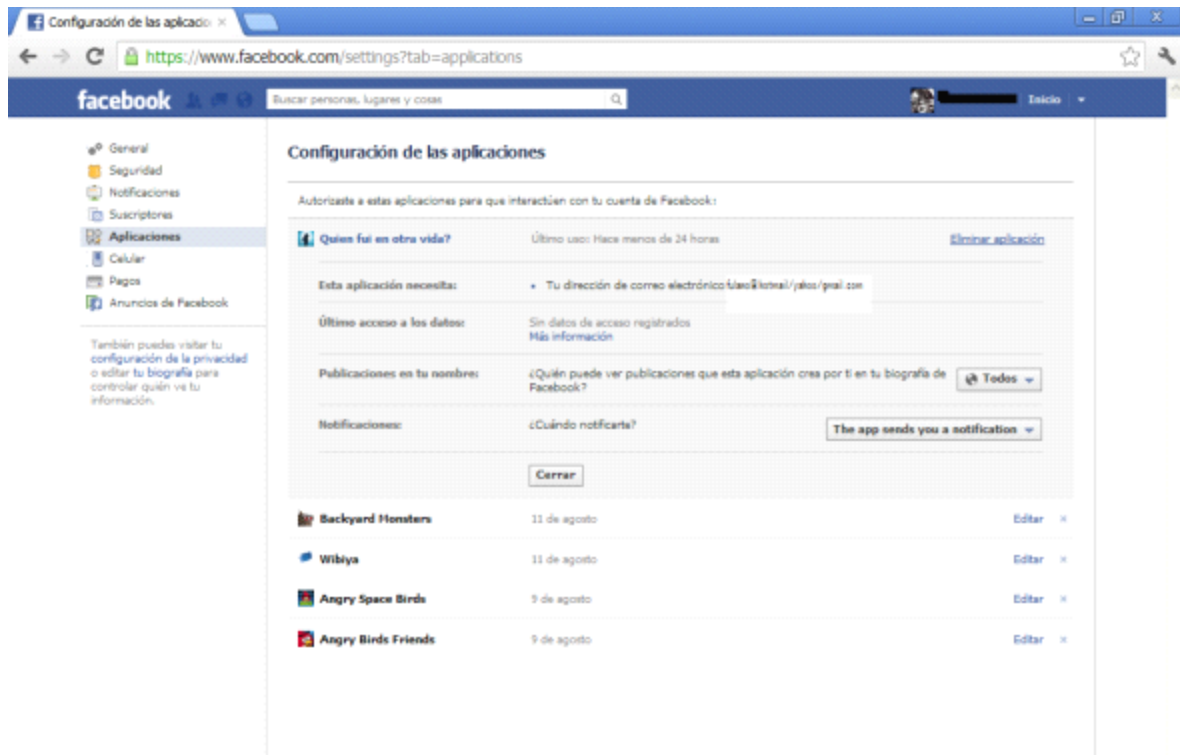 Configuración de las aplicacio
https://www.facebook.com/settings?tab=applications
facebook
Buscar personas, lugares y cosas
Inicio
General
Seguridad
Notificaciones
Suscriptores
Aplicaciones
Celular
Pagos
Anuncios de Facebook
También puedes visitar tu
configuración de la privacidad
o editar tu biografía para
controlar quién ve tu
información.
Configuración de las aplicaciones
Autorizaste a estas aplicaciones para que interactúen con tu cuenta de Facebook:
Quien fui en otra vida? Último uso: Hace menos de 24 horas Eliminar aplicación
Esta aplicación necesita: • Tu dirección de correo electrónico fulano@hotmail/yahoo/gmail.com
Último acceso a los datos: Sin datos de acceso registrados
Más información
Publicaciones en tu nombre: ¿Quién puede ver publicaciones que esta aplicación crea por ti en tu biografía de
Facebook? Todos
Notificaciones: ¿Cuándo notificarte? The app sends you a notification
Cerrar
Backyard Monsters 11 de agosto Editar ×
Wibiya 11 de agosto Editar ×
Angry Space Birds 9 de agosto Editar ×
Angry Birds Friends 9 de agosto Editar ×